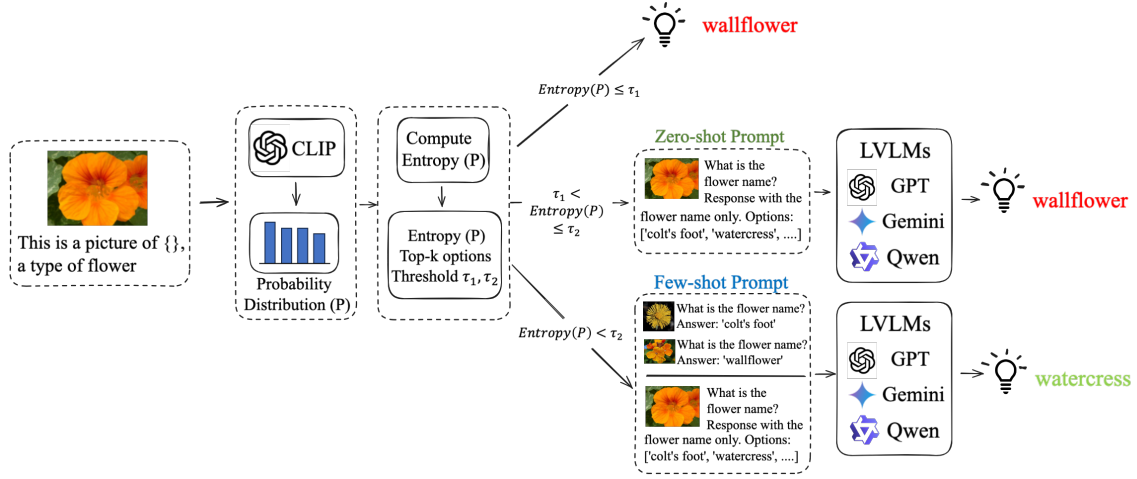 wallflower
Entropy(P) ≤ τ1
This is a picture of {},
a type of flower
CLIP
Probability
Distribution (P)
Compute
Entropy (P)
Entropy (P)
Top-k options
Threshold τ1, τ2
τ1 <
Entropy(P)
≤ τ2
Entropy(P) < τ2
Zero-shot Prompt
What is the
flower name?
Response with the
flower name only. Options:
['colt's foot', 'watercress', ....]
LVLMs
GPT
Gemini
Qwen
wallflower
Few-shot Prompt
What is the flower name?
Answer: 'colt's foot'
What is the flower name?
Answer: 'wallflower'
What is the
flower name?
Response with the
flower name only. Options:
['colt's foot', 'watercress', ....]
LVLMs
GPT
Gemini
Qwen
watercress